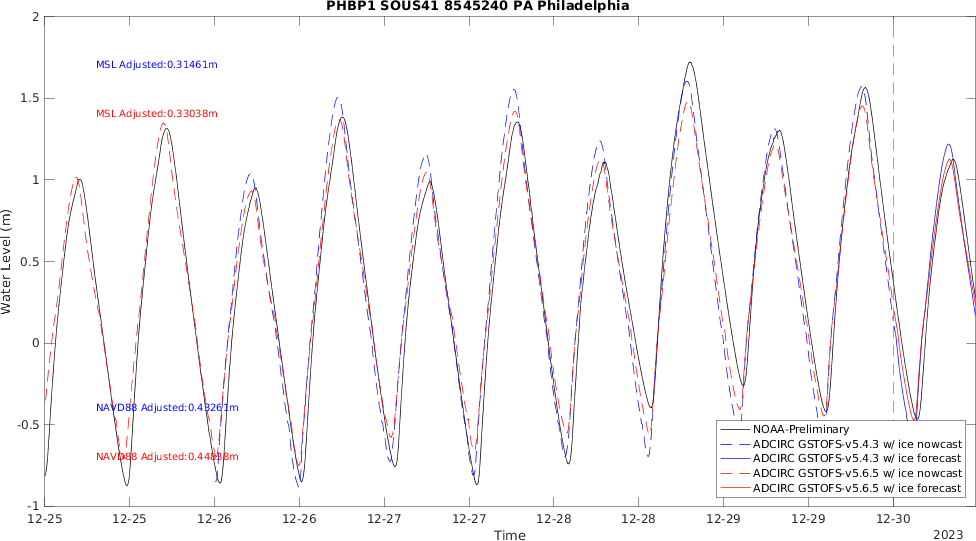 PHBP1 SOUS41 8545240 PA Philadelphia
2
1.5
1
0.5
0
-0.5
-1
Water Level (m)
MSL Adjusted:0.31461m
MSL Adjusted:0.33038m
NAVD88 Adjusted:0.43261m
NAVD88 Adjusted:0.44838m
NOAA-Preliminary
ADCIRC GSTOFS-v5.4.3 w/ ice nowcast
ADCIRC GSTOFS-v5.4.3 w/ ice forecast
ADCIRC GSTOFS-v5.6.5 w/ ice nowcast
ADCIRC GSTOFS-v5.6.5 w/ ice forecast
12-25 12-25 12-26 12-26 12-27 12-27 12-28 12-28 12-29 12-29 12-30
Time
2023